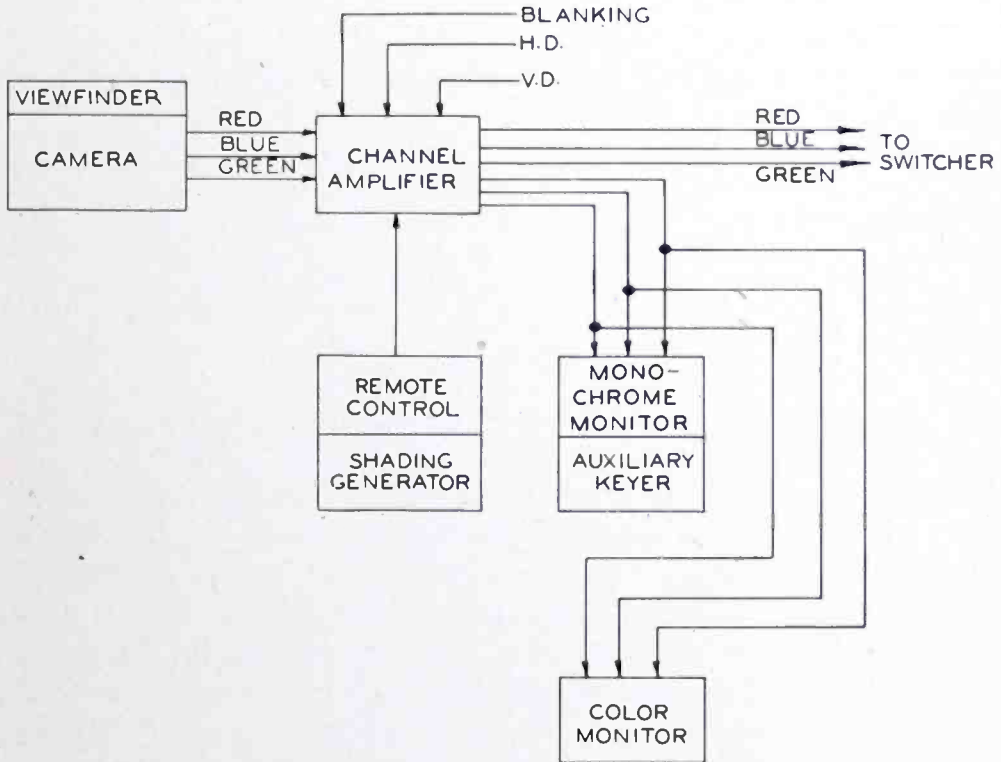 BLANKING
H.D.
V.D.
VIEWFINDER
CAMERA
RED
BLUE
GREEN
CHANNEL
AMPLIFIER
RED
BLUE
GREEN
TO
SWITCHER
REMOTE
CONTROL
SHADING
GENERATOR
MONO-
CHROME
MONITOR
AUXILIARY
KEYER
COLOR
MONITOR